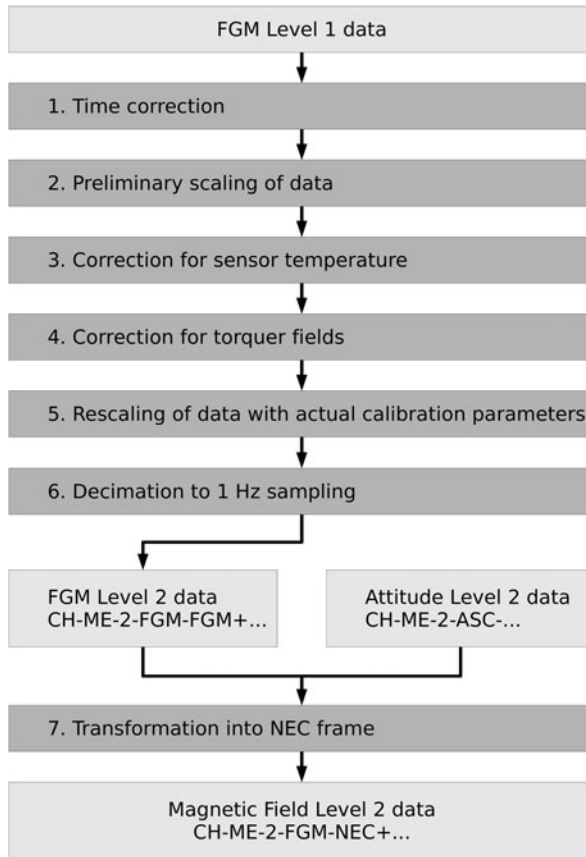 FGM Level 1 data
1. Time correction
2. Preliminary scaling of data
3. Correction for sensor temperature
4. Correction for torquer fields
5. Rescaling of data with actual calibration parameters
6. Decimation to 1 Hz sampling
FGM Level 2 data
CH-ME-2-FGM-FGM+...
Attitude Level 2 data
CH-ME-2-ASC-...
7. Transformation into NEC frame
Magnetic Field Level 2 data
CH-ME-2-FGM-NEC+...